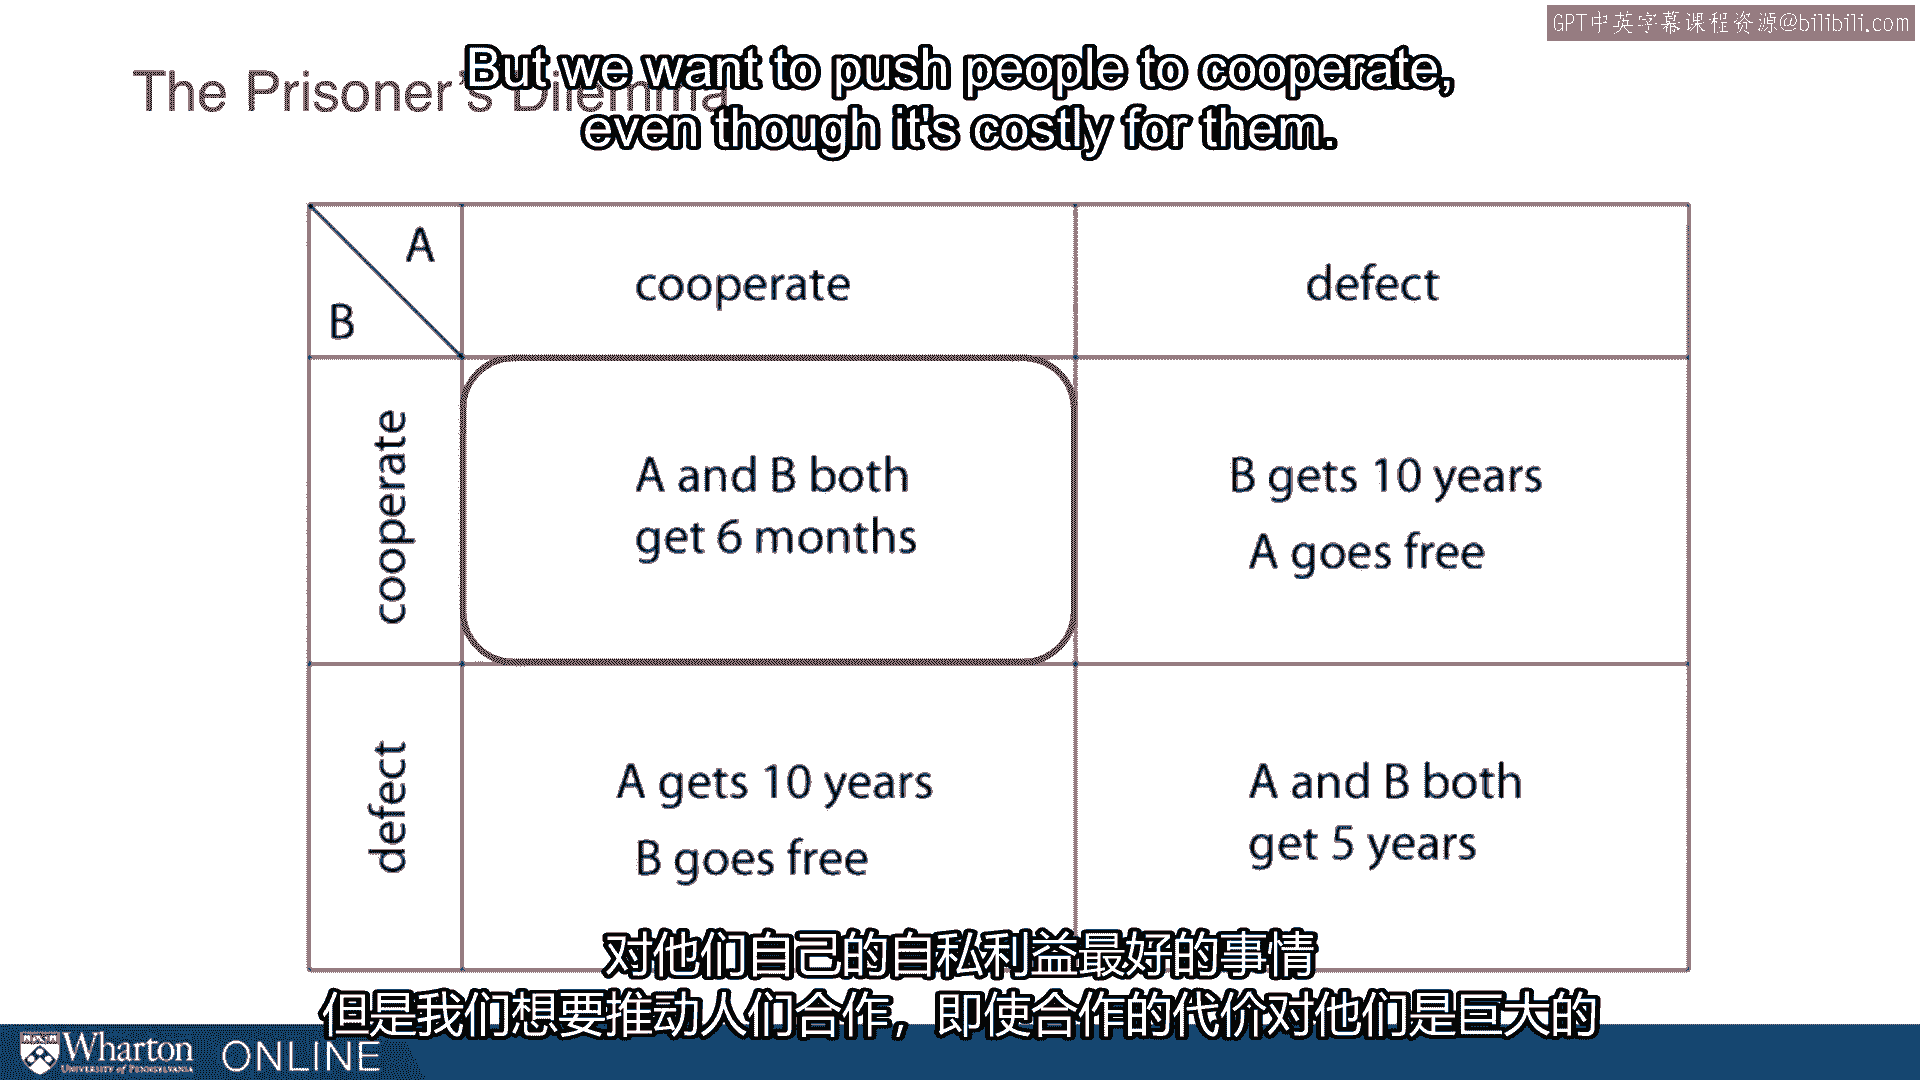 GPT中英字幕课程资源@bilibili.com
The Prisoner's Dilemma
But we want to push people to cooperate,
even though it's costly for them.
A
B
cooperate
defect
cooperate
A and B both
get 6 months
B gets 10 years
A goes free
defect
A gets 10 years
B goes free
A and B both
get 5 years
对他们自己的自私利益最好的事情
但是我们想要推动人们合作，即使合作的代价对他们是巨大的
Wharton
UNIVERSITY of PENNSYLVANIA
ONLINE